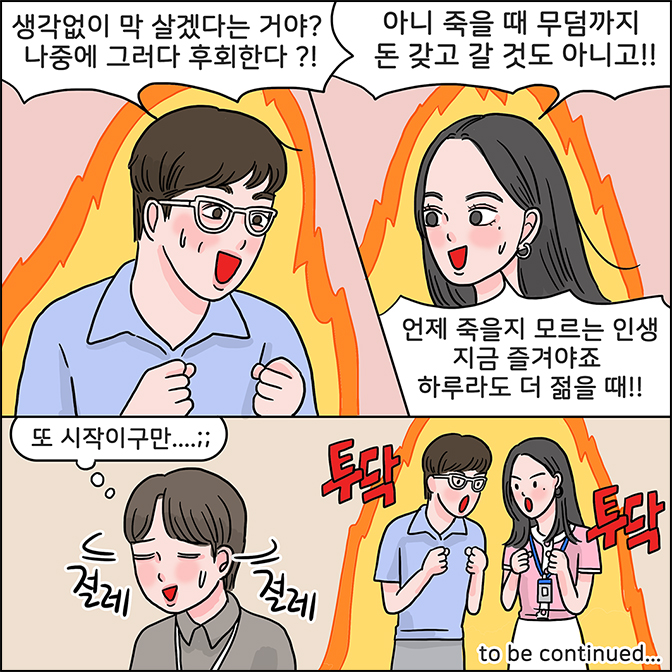 생각없이 막 살겠다는 거야?
나중에 그러다 후회한다 ?!
아니 죽을 때 무덤까지
돈 갖고 갈 것도 아니고!!
언제 죽을지 모르는 인생
지금 즐겨야죠
하루라도 더 젊을 때!!
또 시작이구만....;;
절레
절레
투닥
투닥
to be continued...